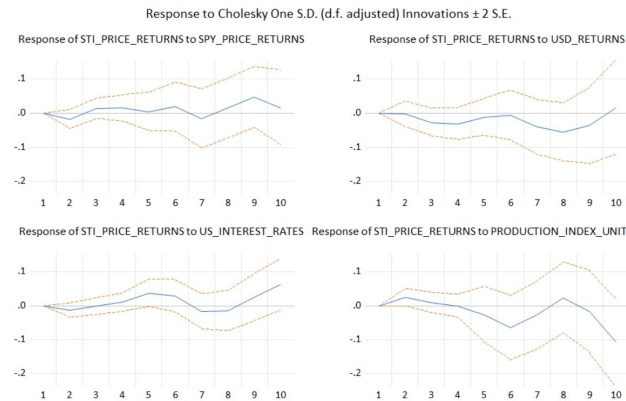 Response to Cholesky One S.D. (d.f. adjusted) Innovations ± 2 S.E.
Response of STI_PRICE_RETURNS to SPY_PRICE_RETURNS
.1
.0
-.1
-.2
1 2 3 4 5 6 7 8 9 10
Response of STI_PRICE_RETURNS to USD_RETURNS
.1
.0
-.1
-.2
1 2 3 4 5 6 7 8 9 10
Response of STI_PRICE_RETURNS to US_INTEREST_RATES
.1
.0
-.1
-.2
1 2 3 4 5 6 7 8 9 10
Response of STI_PRICE_RETURNS to PRODUCTION_INDEX_UNIT
.1
.0
-.1
-.2
1 2 3 4 5 6 7 8 9 10